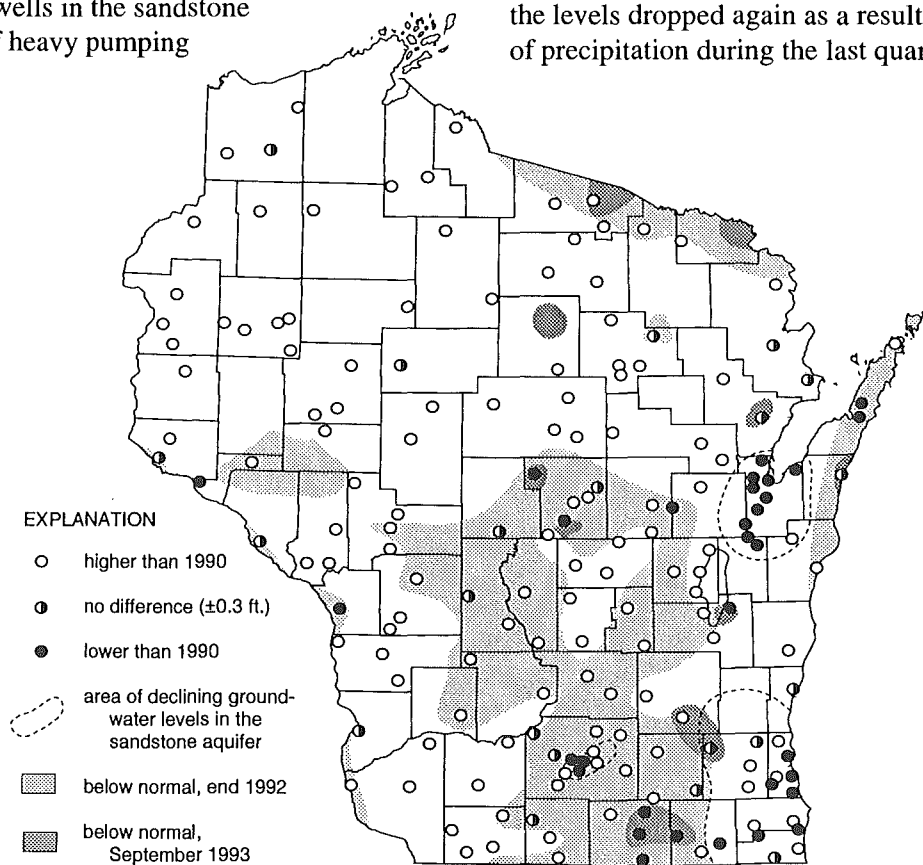 wells in the sandstone
f heavy pumping
the levels dropped again as a result
of precipitation during the last quar
EXPLANATION
higher than 1990
no difference (±0.3 ft.)
lower than 1990
area of declining ground-
water levels in the
sandstone aquifer
below normal, end 1992
below normal,
September 1993